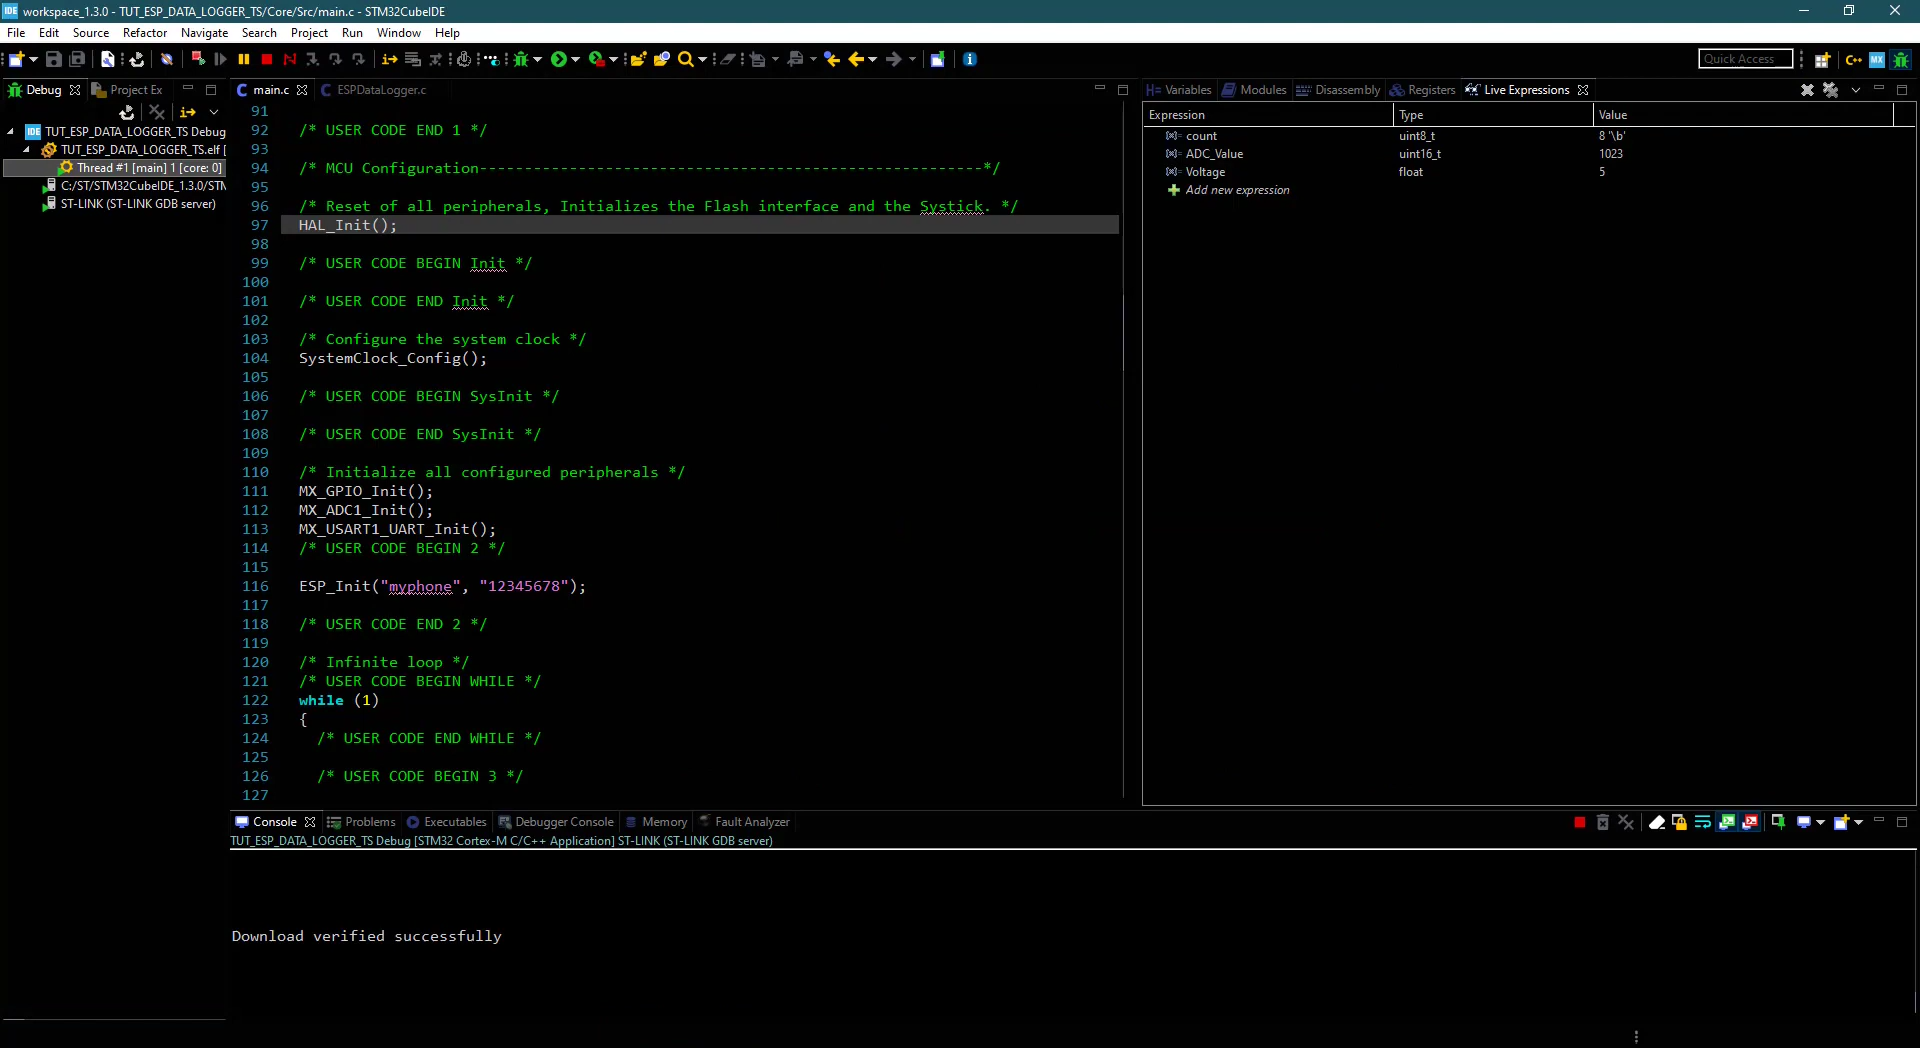 workspace_1.3.0 - TUT_ESP_DATA_LOGGER_TS/Core/Src/main.c - STM32CubeIDE
File Edit Source Refactor Navigate Search Project Run Window Help
Quick Access
Debug Project Ex
TUT_ESP_DATA_LOGGER_TS Debug
TUT_ESP_DATA_LOGGER_TS.elf [
Thread #1 [main] 1 [core: 0]
C:/ST/STM32CubeIDE_1.3.0/STM
ST-LINK (ST-LINK GDB server)
main.c ESPDataLogger.c
91
92 /* USER CODE END 1 */
93
94 /* MCU Configuration--------------------------------------------------------*/
95
96 /* Reset of all peripherals, Initializes the Flash interface and the Systick. */
97 HAL_Init();
98
99 /* USER CODE BEGIN Init */
100
101 /* USER CODE END Init */
102
103 /* Configure the system clock */
104 SystemClock_Config();
105
106 /* USER CODE BEGIN SysInit */
107
108 /* USER CODE END SysInit */
109
110 /* Initialize all configured peripherals */
111 MX_GPIO_Init();
112 MX_ADC1_Init();
113 MX_USART1_UART_Init();
114 /* USER CODE BEGIN 2 */
115
116 ESP_Init("myphone", "12345678");
117
118 /* USER CODE END 2 */
119
120 /* Infinite loop */
121 /* USER CODE BEGIN WHILE */
122 while (1)
123 {
124 /* USER CODE END WHILE */
125
126 /* USER CODE BEGIN 3 */
127
Variables Modules Disassembly Registers Live Expressions
Expression Type Value
count uint8_t 8 '\b'
ADC_Value uint16_t 1023
Voltage float 5
Add new expression
Console Problems Executables Debugger Console Memory Fault Analyzer
TUT_ESP_DATA_LOGGER_TS Debug [STM32 Cortex-M C/C++ Application] ST-LINK (ST-LINK GDB server)
Download verified successfully